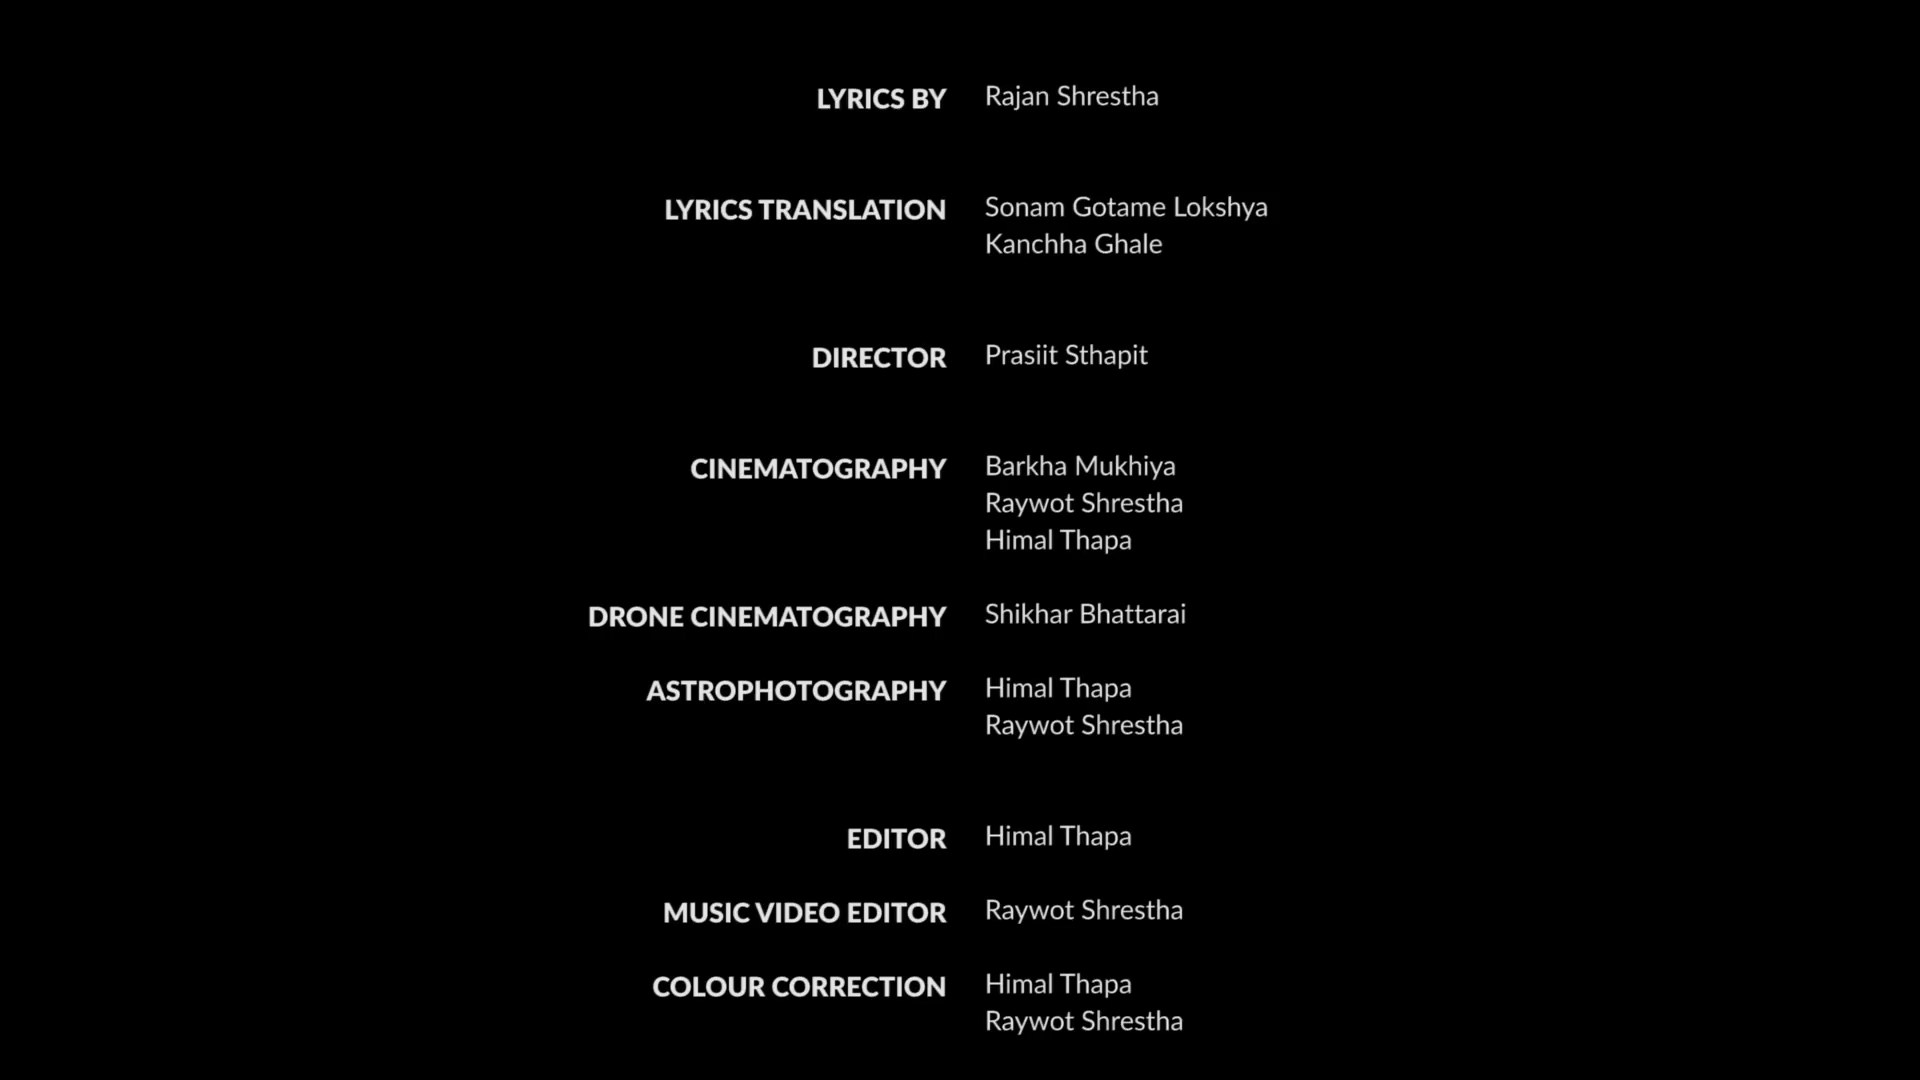 LYRICS BY Rajan Shrestha
LYRICS TRANSLATION Sonam Gotame Lokshya
Kanchha Ghale
DIRECTOR Prasiit Sthapit
CINEMATOGRAPHY Barkha Mukhiya
Raywot Shrestha
Himal Thapa
DRONE CINEMATOGRAPHY Shikhar Bhattarai
ASTROPHOTOGRAPHY Himal Thapa
Raywot Shrestha
EDITOR Himal Thapa
MUSIC VIDEO EDITOR Raywot Shrestha
COLOUR CORRECTION Himal Thapa
Raywot Shrestha